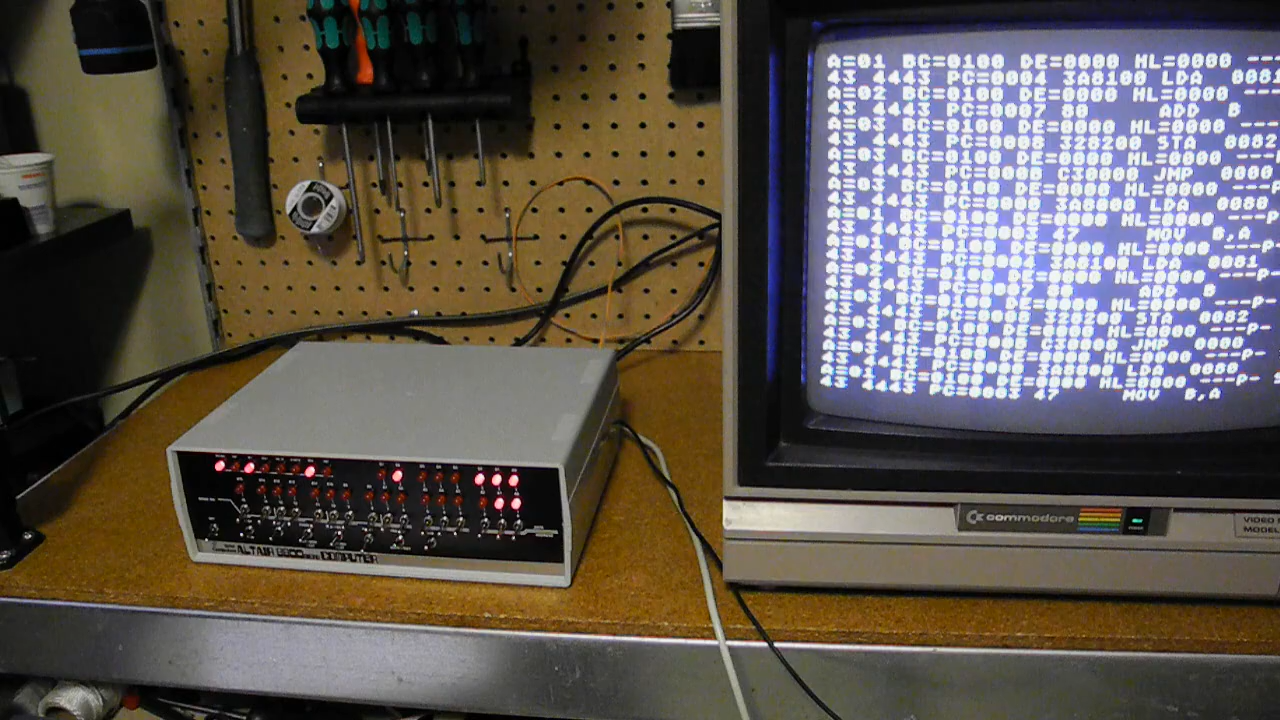 A=01 BC=0100 DE=0000 HL=0000 ---
43 4443 PC=0004 3A8100 LDA 0081
A=02 BC=0100 DE=0000 HL=0000 ---
43 4443 PC=0007 80 ADD B
A=03 BC=0100 DE=0000 HL=0000 ---
43 4443 PC=0008 328200 STA 0082
A=03 BC=0100 DE=0000 HL=0000 ---P
43 4443 PC=000B C30000 JMP 0000
A=03 BC=0100 DE=0000 HL=0000 ---P
43 4443 PC=0000 3A8000 LDA 0080
A=01 BC=0100 DE=0000 HL=0000 ---P-
43 4443 PC=0003 47 MOV B,A
A=01 BC=0100 DE=0000 HL=0000 ---P-
43 4443 PC=0004 3A8100 LDA 0081
A=02 BC=0100 DE=0000 HL=0000 ---P-
43 4443 PC=0007 80 ADD B
A=03 BC=0100 DE=0000 HL=0000 ---P-
43 4443 PC=0008 328200 STA 0082
A=03 BC=0100 DE=0000 HL=0000 ---P-
43 4443 PC=000B C30000 JMP 0000
A=03 BC=0100 DE=0000 HL=0000 ---P-
43 4443 PC=0000 3A8000 LDA 0080
A=01 BC=0100 DE=0000 HL=0000 ---P- S
43 4443 PC=0003 47 MOV B,A
commodore
VIDEO
MODEL
ALTAIR 8800 COMPUTER